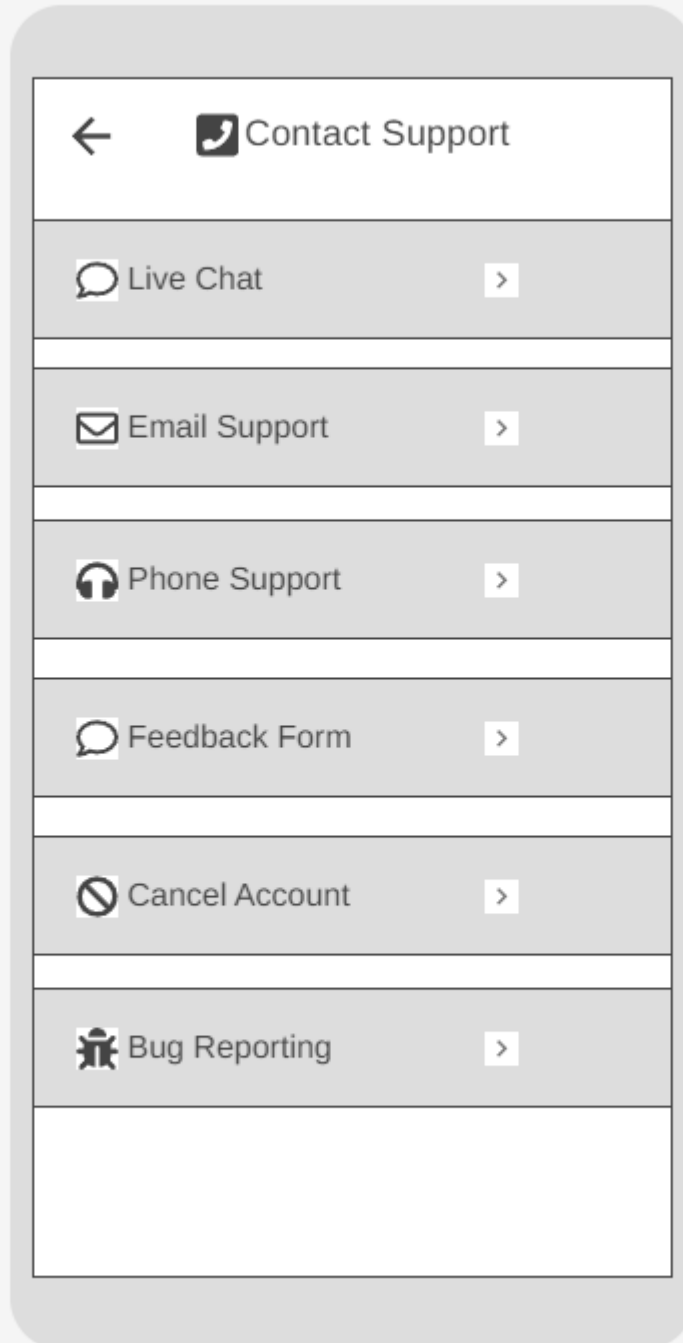 Contact Support
Live Chat
Email Support
Phone Support
Feedback Form
Cancel Account
Bug Reporting